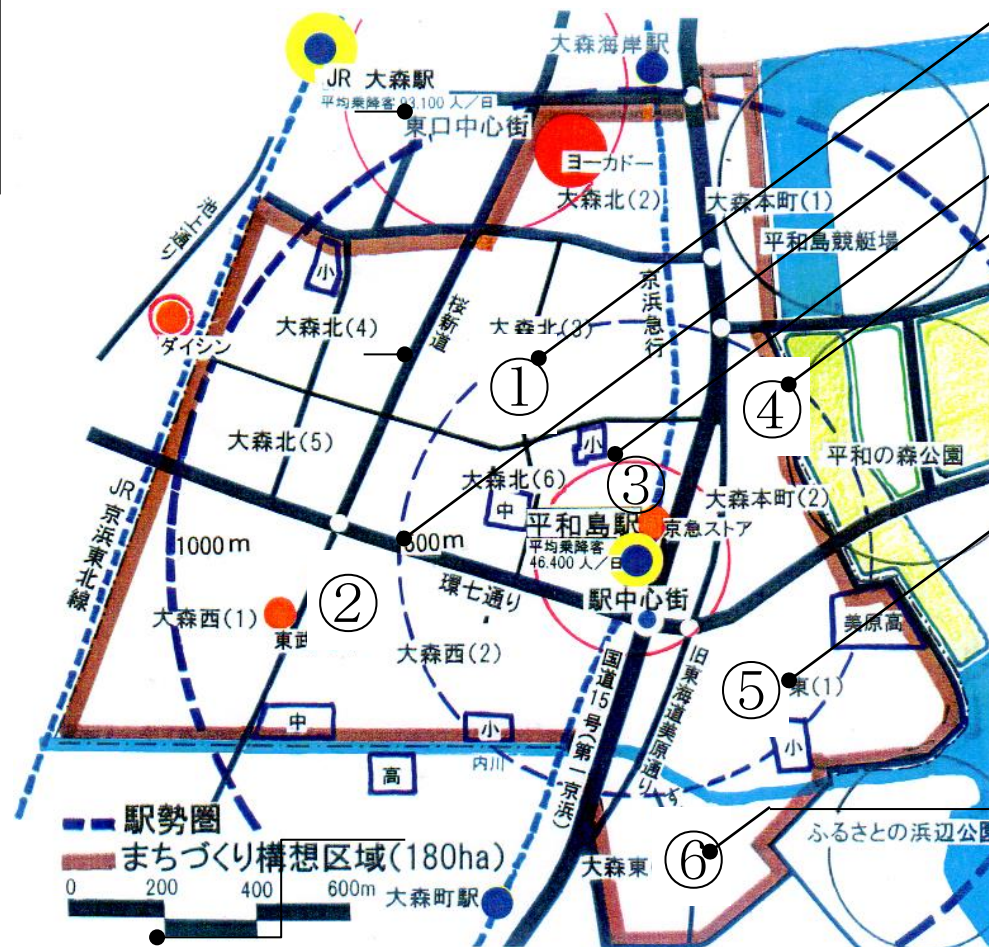 大森海岸駅
JR 大森駅
平均乗降客 93,100 人／日
東口中心街
ヨーカドー
大森北(2)
大森本町(1)
平和島競艇場
池上通り
小
桜新道
京浜急行
大森北(4)
大森北(3)
ダイシン
①
④
大森北(5)
小
平和の森公園
大森北(6)
③
大森本町(2)
中
平和島駅
京急ストア
平均乗降客
46,400 人／日
JR京浜東北線
1000m
600m
環七通り
駅中心街
②
大森西(1)
東武
大森西(2)
美原高
国道15号(第一京浜)
旧東海道美原通り
⑤
東(1)
中
小
小
内川
高
駅勢圏
まちづくり構想区域(180ha)
ふるさとの浜辺公園
大森東
⑥
0 200 400 600m
大森町駅